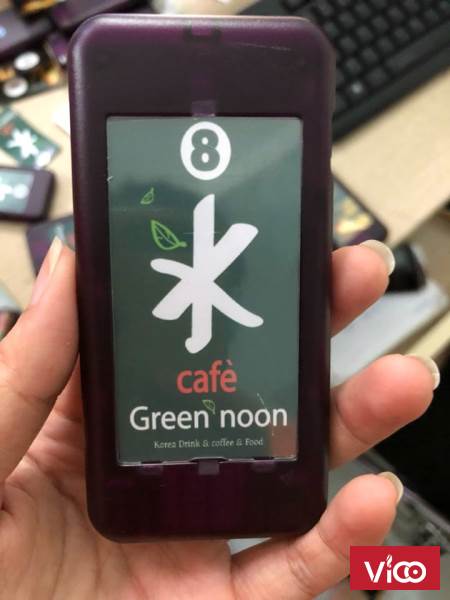 8
cafè
Green noon
Korea Drink & coffee & Food
ViCO